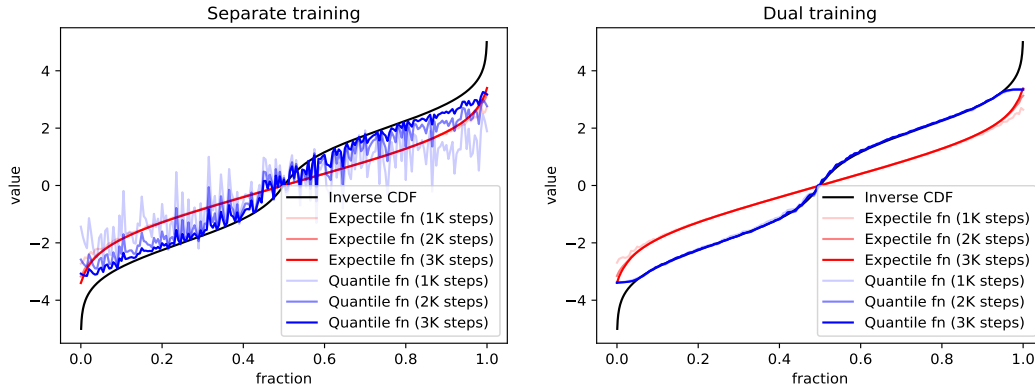 Separate training
4
2
0
−2
−4
value
0.0 0.2 0.4 0.6 0.8 1.0
fraction
Inverse CDF
Expectile fn (1K steps)
Expectile fn (2K steps)
Expectile fn (3K steps)
Quantile fn (1K steps)
Quantile fn (2K steps)
Quantile fn (3K steps)
Dual training
4
2
0
−2
−4
value
0.0 0.2 0.4 0.6 0.8 1.0
fraction
Inverse CDF
Expectile fn (1K steps)
Expectile fn (2K steps)
Expectile fn (3K steps)
Quantile fn (1K steps)
Quantile fn (2K steps)
Quantile fn (3K steps)